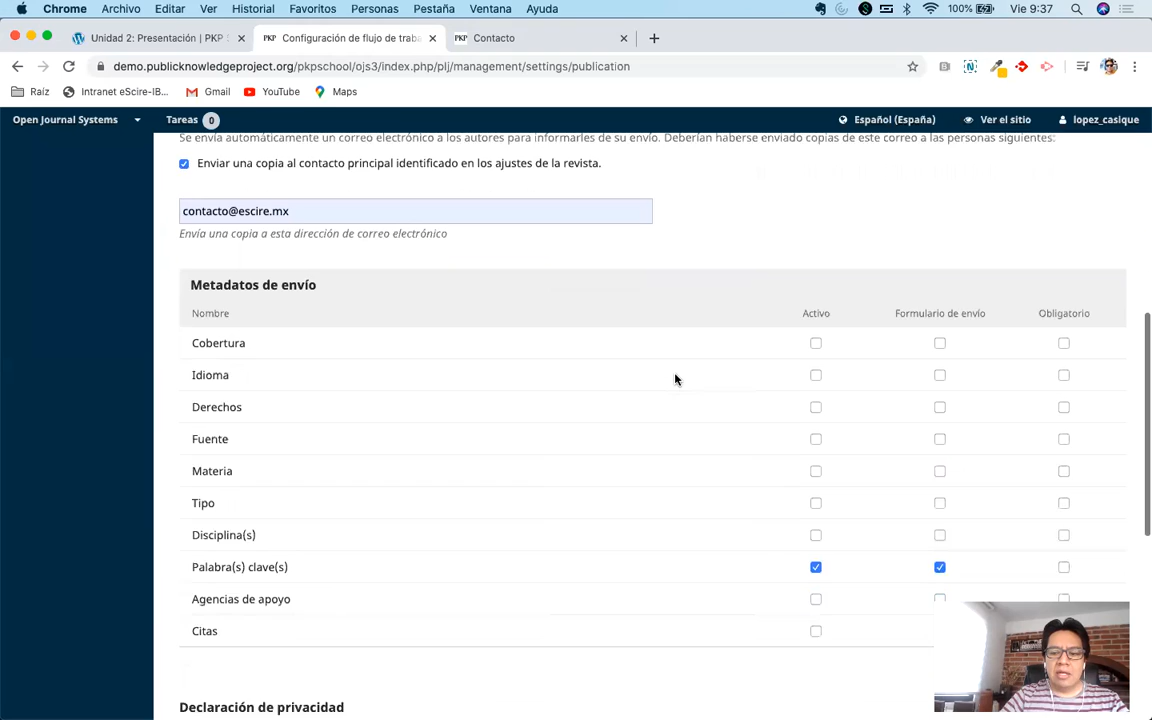 Chrome Archivo Editar Ver Historial Favoritos Personas Pestaña Ventana Ayuda 100% Vie 9:37
Unidad 2: Presentación | PKP Configuración de flujo de traba Contacto
demo.publicknowledgeproject.org/pkpschool/ojs3/index.php/plj/management/settings/publication
Raíz Intranet eScire-IB... Gmail YouTube Maps
Open Journal Systems Tareas 0 Español (España) Ver el sitio lopez_casique
Se envía automáticamente un correo electrónico a los autores para informarles de su envío. Deberían haberse enviado copias de este correo a las personas siguientes:
Enviar una copia al contacto principal identificado en los ajustes de la revista.
contacto@escire.mx
Envía una copia a esta dirección de correo electrónico
Metadatos de envío
Nombre Activo Formulario de envío Obligatorio
Cobertura
Idioma
Derechos
Fuente
Materia
Tipo
Disciplina(s)
Palabra(s) clave(s)
Agencias de apoyo
Citas
Declaración de privacidad